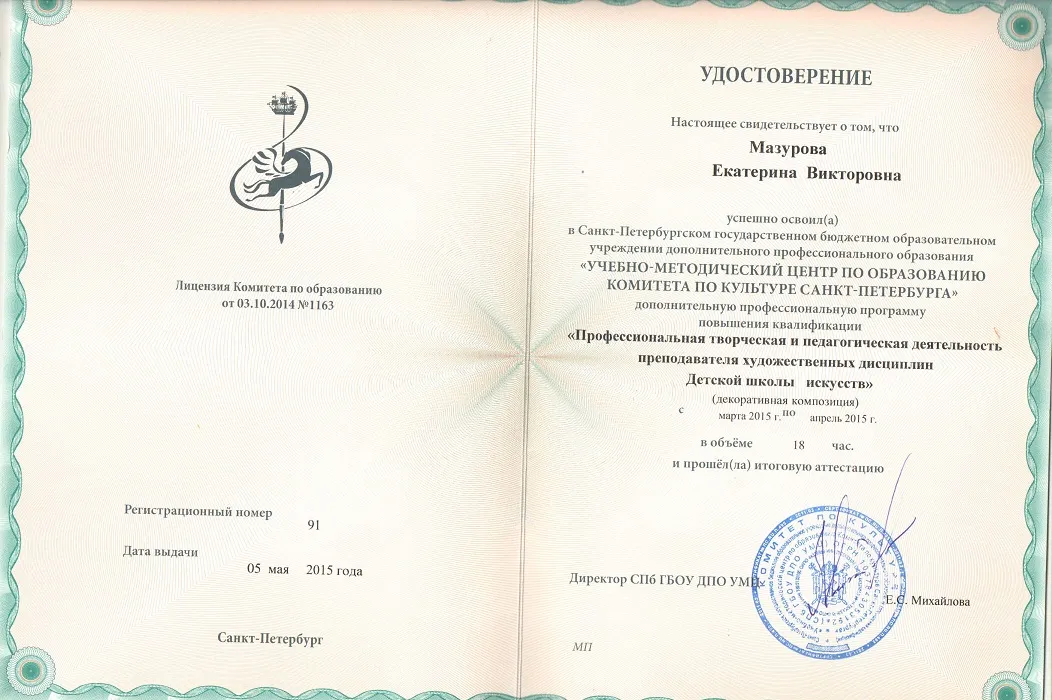 Лицензия Комитета по образованию
от 03.10.2014 №1163
Регистрационный номер
91
Дата выдачи
05 мая 2015 года
Санкт-Петербург
УДОСТОВЕРЕНИЕ
Настоящее свидетельствует о том, что
Мазурова
Екатерина Викторовна
успешно освоил(а)
в Санкт-Петербургском государственном бюджетном образовательном
учреждении дополнительного профессионального образования
«УЧЕБНО-МЕТОДИЧЕСКИЙ ЦЕНТР ПО ОБРАЗОВАНИЮ
КОМИТЕТА ПО КУЛЬТУРЕ САНКТ-ПЕТЕРБУРГА»
дополнительную профессиональную программу
повышения квалификации
«Профессиональная творческая и педагогическая деятельность
преподавателя художественных дисциплин
Детской школы искусств»
(декоративная композиция)
с марта 2015 г. по апрель 2015 г.
в объёме 18 час.
и прошёл(ла) итоговую аттестацию
Директор СПб ГБОУ ДПО УМЦ
Е.С. Михайлова
МП
КОМИТЕТ ПО КУЛЬТУРЕ